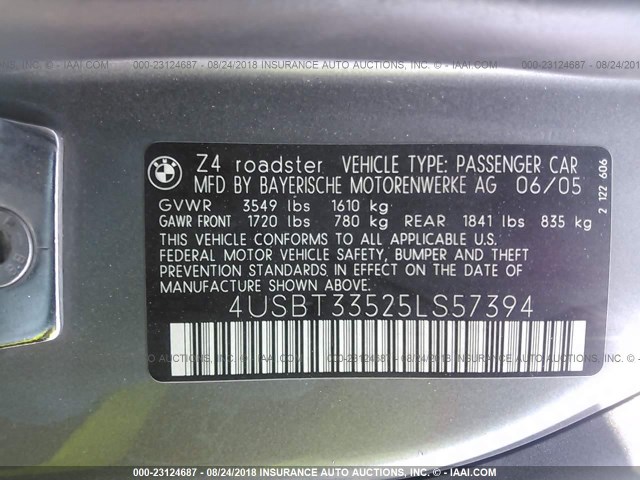 000-23124687 - 08/24/2018 INSURANCE AUTO AUCTIONS, INC. © - IAAI.COM
BMW Z4 roadster VEHICLE TYPE: PASSENGER CAR
MFD BY BAYERISCHE MOTORENWERKE AG 06/05
GVWR 3549 lbs 1610 kg
GAWR FRONT 1720 lbs 780 kg REAR 1841 lbs 835 kg
THIS VEHICLE CONFORMS TO ALL APPLICABLE U.S.
FEDERAL MOTOR VEHICLE SAFETY, BUMPER AND THEFT
PREVENTION STANDARDS IN EFFECT ON THE DATE OF
MANUFACTURE SHOWN ABOVE.
4USBT33525LS57394
2 122 606
000-23124687 - 08/24/2018 INSURANCE AUTO AUCTIONS, INC. © - IAAI.COM